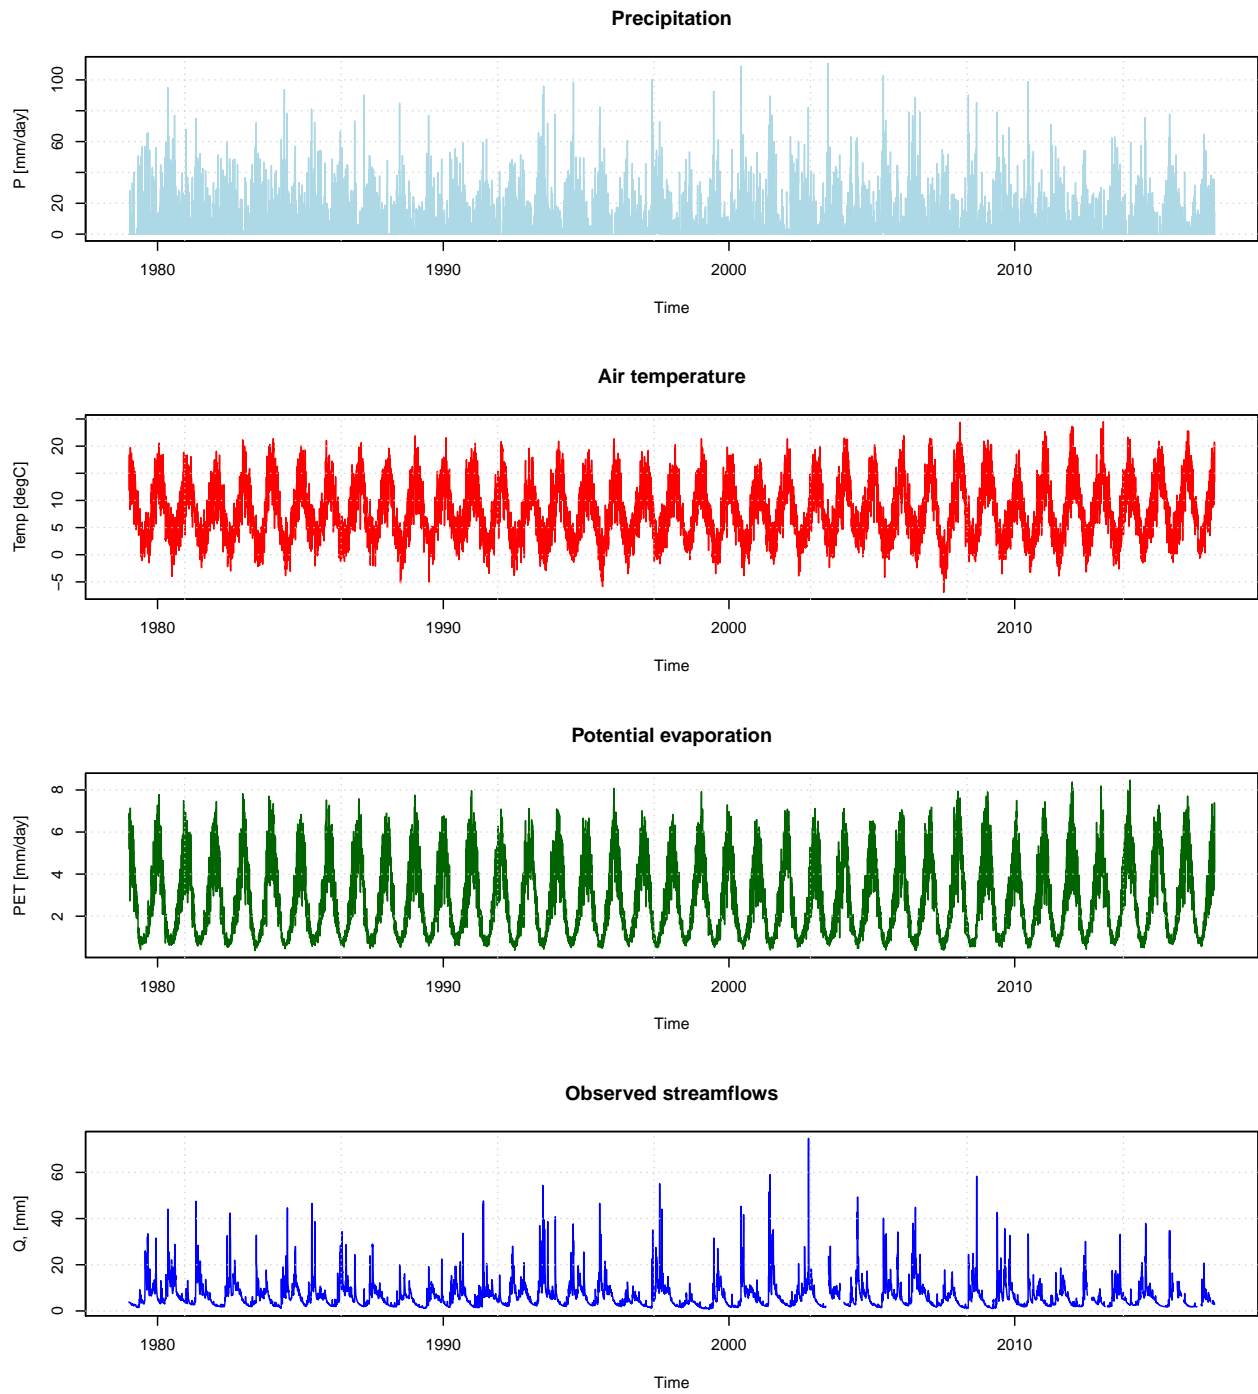 Precipitation
P [mm/day]
0 20 60 100
1980 1990 2000 2010
Time
Air temperature
Temp [degC]
−5 0 5 10 20
1980 1990 2000 2010
Time
Potential evaporation
PET [mm/day]
2 4 6 8
1980 1990 2000 2010
Time
Observed streamflows
Q, [mm]
0 20 40 60
1980 1990 2000 2010
Time